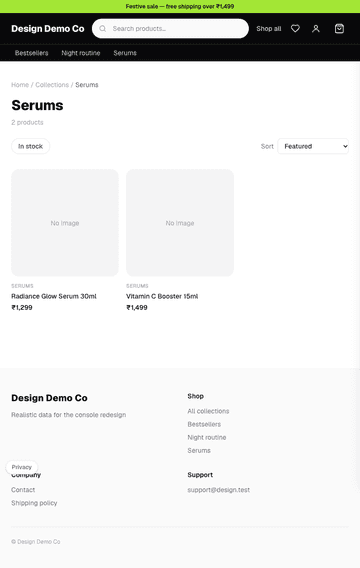 Festive sale — free shipping over ₹1,499
Design Demo Co
Search products...
Shop all
Bestsellers
Night routine
Serums
Home / Collections / Serums
Serums
2 products
In stock
Sort
Featured
No image
No image
SERUMS
Radiance Glow Serum 30ml
₹1,299
SERUMS
Vitamin C Booster 15ml
₹1,499
Design Demo Co
Realistic data for the console redesign
Shop
All collections
Bestsellers
Night routine
Serums
Privacy
Company
Contact
Shipping policy
Support
support@design.test
© Design Demo Co